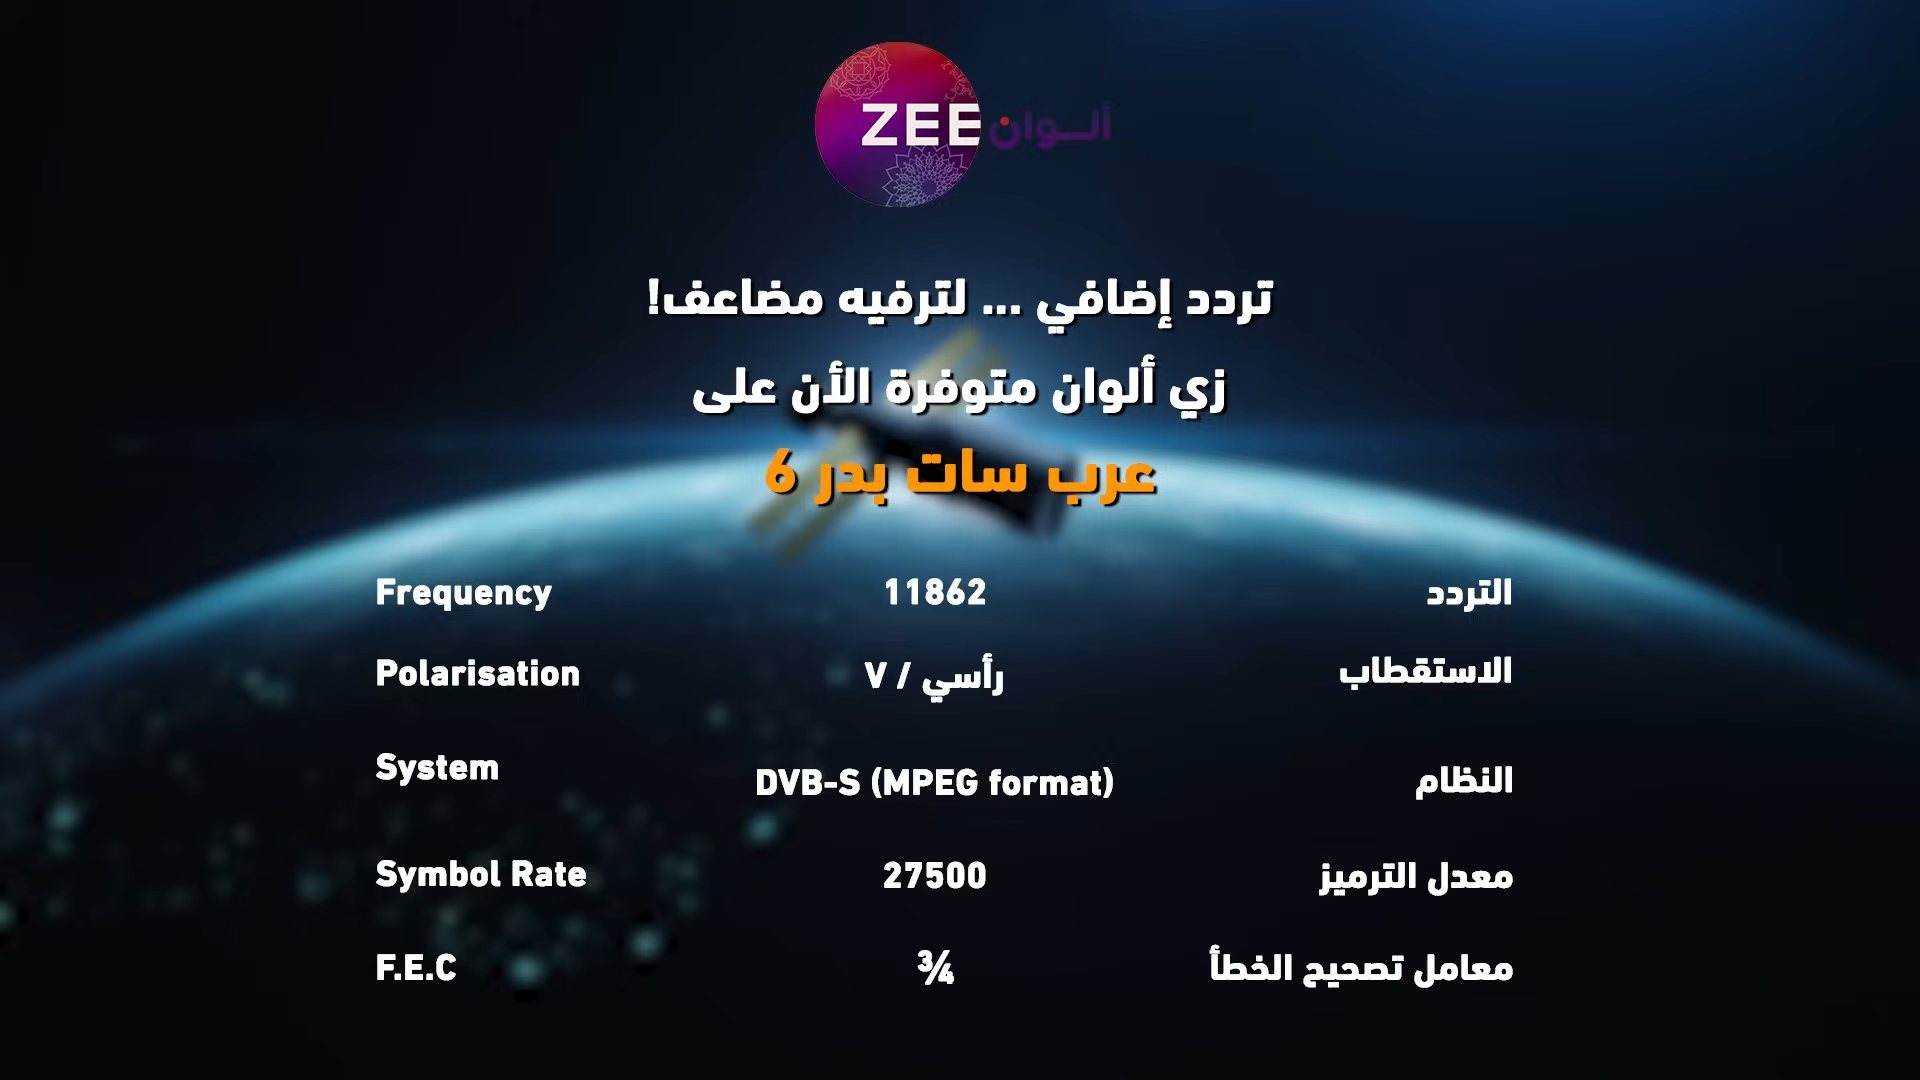 ZEE ألوان
تردد إضافي ... لترفيه مضاعف!
زي ألوان متوفرة الأن على
عرب سات بدر 6
Frequency 11862 التردد
Polarisation رأسي / V الاستقطاب
System DVB-S (MPEG format) النظام
Symbol Rate 27500 معدل الترميز
F.E.C ¾ معامل تصحيح الخطأ